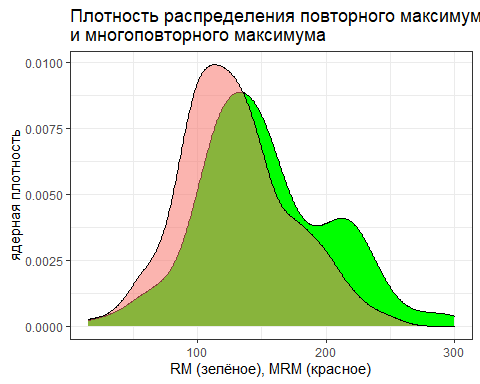 Плотность распределения повторного максимум
и многоповторного максимума
ядерная плотность
0.0100
0.0075
0.0050
0.0025
0.0000
100
200
300
RM (зелёное), MRM (красное)